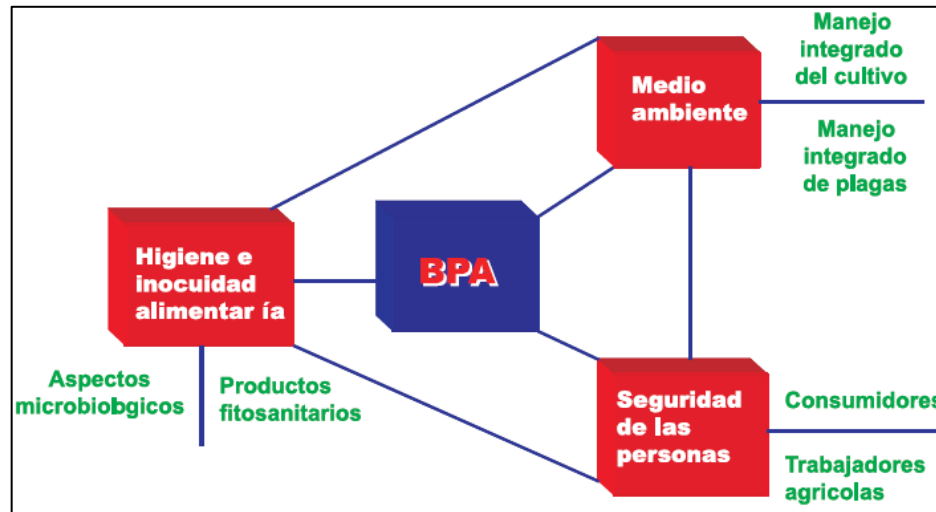 Manejo
integrado
del cultivo
Medio
ambiente
Manejo
integrado
de plagas
Higiene e
inocuidad
alimentar ía
BPA
Aspectos
microbiolgicos
Productos
fitosanitarios
Seguridad
de las
personas
Consumidores
Trabajadores
agricolas